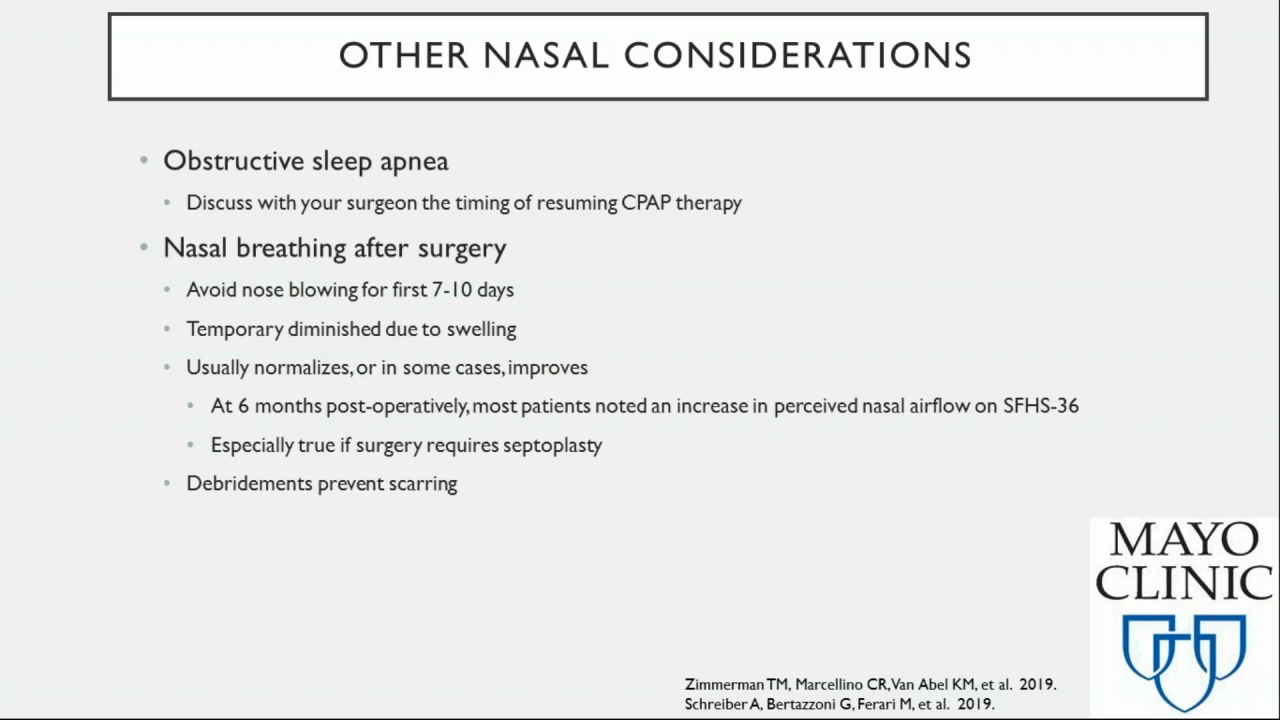 OTHER NASAL CONSIDERATIONS
• Obstructive sleep apnea
• Discuss with your surgeon the timing of resuming CPAP therapy
• Nasal breathing after surgery
• Avoid nose blowing for first 7-10 days
• Temporary diminished due to swelling
• Usually normalizes, or in some cases, improves
• At 6 months post-operatively, most patients noted an increase in perceived nasal airflow on SFHS-36
• Especially true if surgery requires septoplasty
• Debridements prevent scarring
MAYO
CLINIC
Zimmerman TM, Marcellino CR, Van Abel KM, et al. 2019.
Schreiber A, Bertazzoni G, Ferari M, et al. 2019.